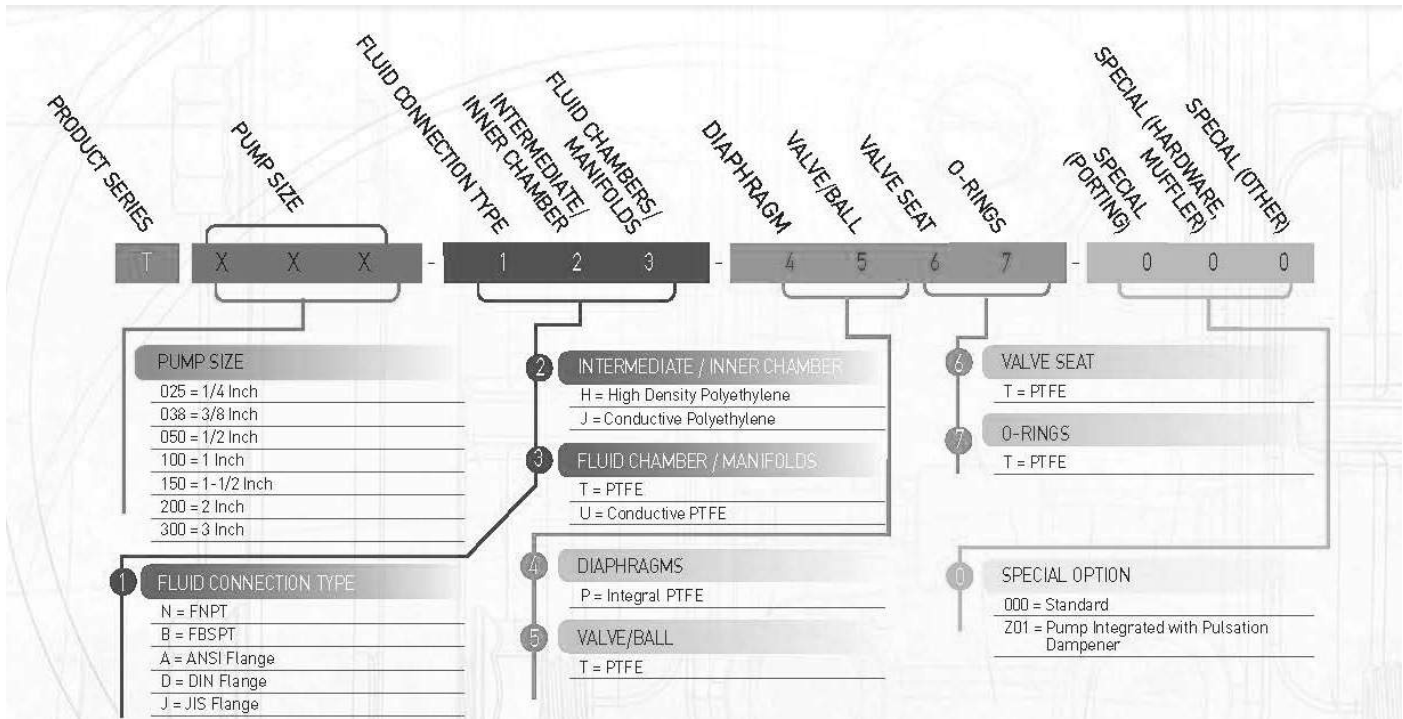 PRODUCT SERIES
PUMP SIZE
FLUID CONNECTION TYPE
INTERMEDIATE/
INNER CHAMBER
FLUID CHAMBERS/
MANIFOLDS
DIAPHRAGM
VALVE/BALL
VALVE SEAT
O-RINGS
SPECIAL
(PORTING)
SPECIAL (HARDWARE,
MUFFLER)
SPECIAL (OTHER)
T X X X - 1 2 3 - 4 5 6 7 - 0 0 0
PUMP SIZE
025 = 1/4 Inch
038 = 3/8 Inch
050 = 1/2 Inch
100 = 1 Inch
150 = 1-1/2 Inch
200 = 2 Inch
300 = 3 Inch
1 FLUID CONNECTION TYPE
N = FNPT
B = FBSPT
A = ANSI Flange
D = DIN Flange
J = JIS Flange
2 INTERMEDIATE / INNER CHAMBER
H = High Density Polyethylene
J = Conductive Polyethylene
3 FLUID CHAMBER / MANIFOLDS
T = PTFE
U = Conductive PTFE
4 DIAPHRAGMS
P = Integral PTFE
5 VALVE/BALL
T = PTFE
6 VALVE SEAT
T = PTFE
7 O-RINGS
T = PTFE
0 SPECIAL OPTION
000 = Standard
Z01 = Pump Integrated with Pulsation
Dampener